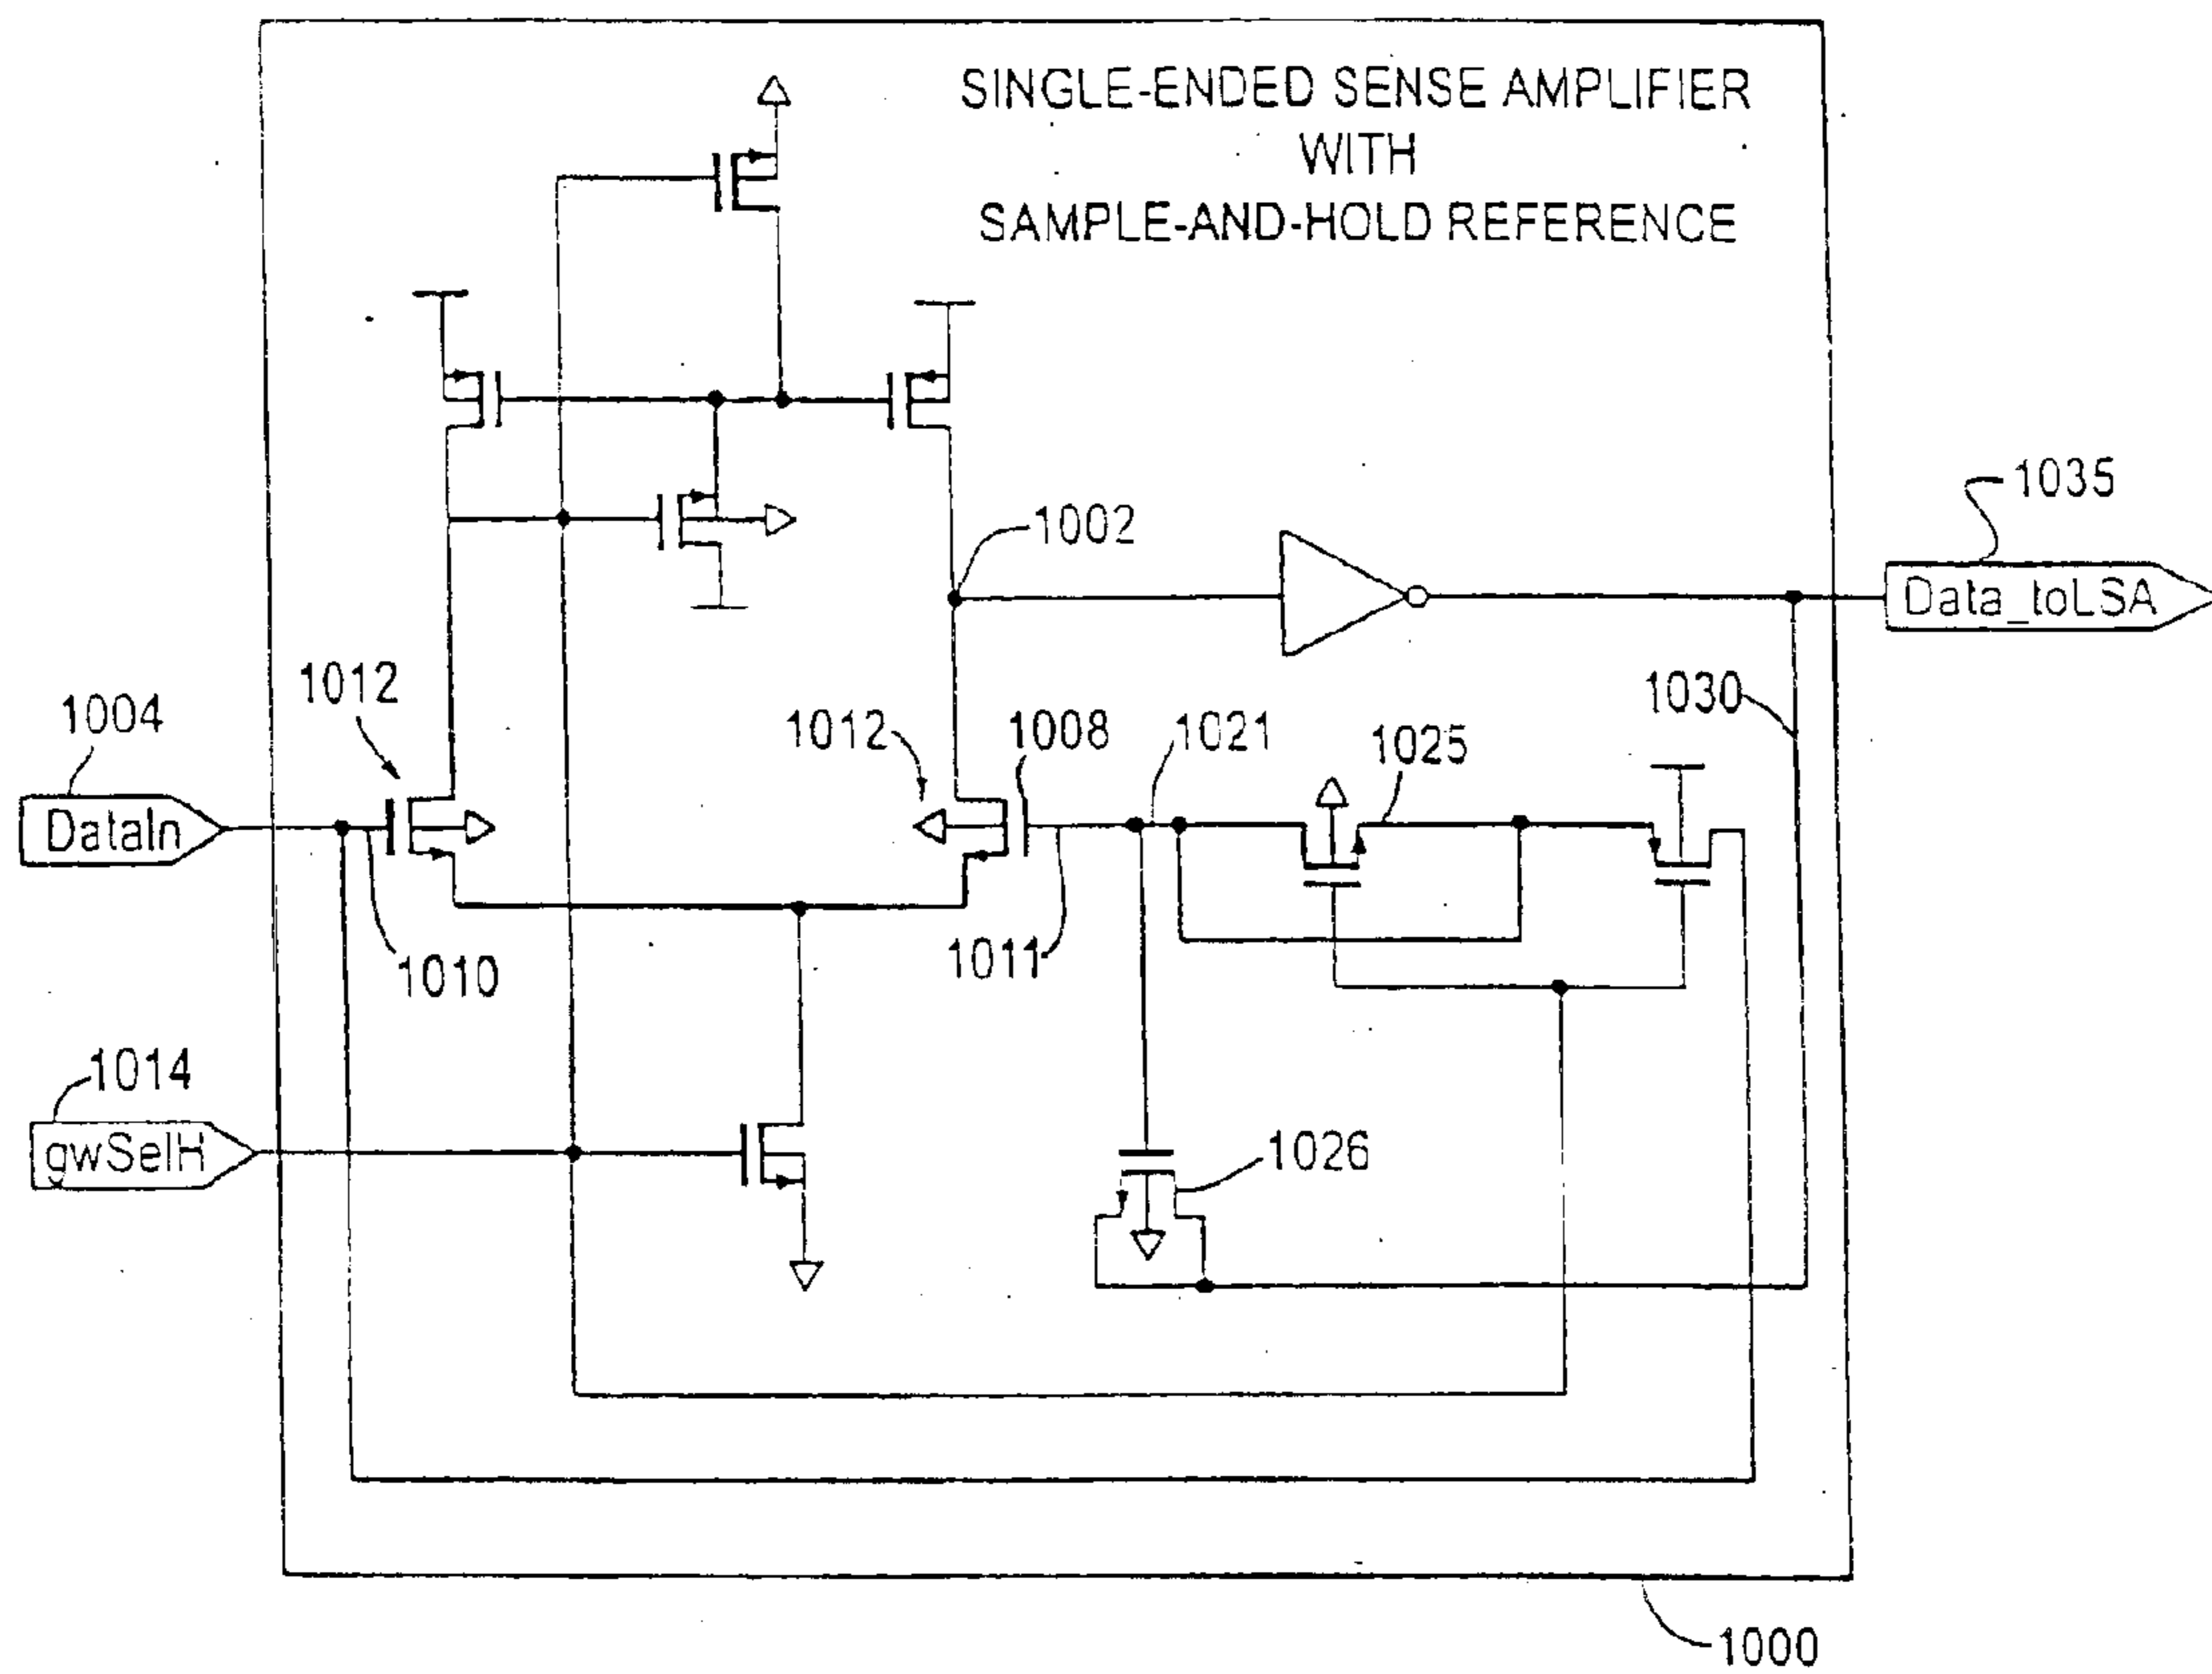 SINGLE-ENDED SENSE AMPLIFIER
WITH
SAMPLE-AND-HOLD REFERENCE
1035
1002
Data_toLSA
1012
1030
1004
1012
1008
1021
1025
DataIn
1010
1011
1014
gwSelH
1026
1000